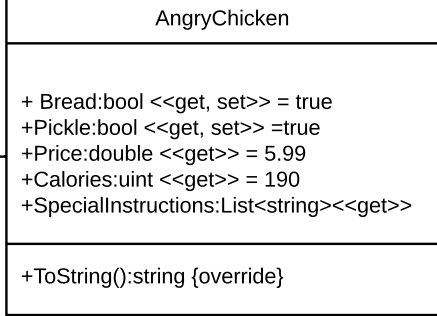 AngryChicken
+ Bread:bool <<get, set>> = true
+Pickle:bool <<get, set>> =true
+Price:double <<get>> = 5.99
+Calories:uint <<get>> = 190
+SpecialInstructions:List<string><<get>>
+ToString():string {override}